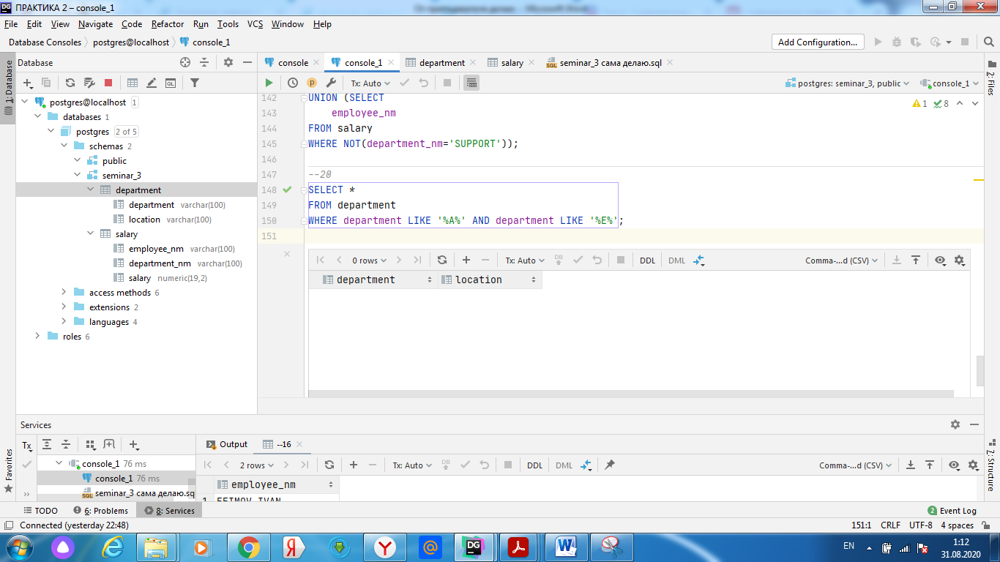 ПРАКТИКА 2 – console_1
File Edit View Navigate Code Refactor Run Tools VCS Window Help
Database Consoles postgres@localhost console_1 Add Configuration...
1: Database
Database
console console_1 department salary seminar_3 сама делаю.sql
2: Files
Tx: Auto postgres: seminar_3, public console_1
postgres@localhost 1
databases 1
postgres 2 of 5
schemas 2
public
seminar_3
department
department varchar(100)
location varchar(100)
salary
employee_nm varchar(100)
department_nm varchar(100)
salary numeric(19,2)
access methods 6
extensions 2
languages 4
roles 6
1 8
142 UNION (SELECT
143 employee_nm
144 FROM salary
145 WHERE NOT(department_nm='SUPPORT'));
146
147 --20
148 SELECT *
149 FROM department
150 WHERE department LIKE '%A%' AND department LIKE '%E%';
151
0 rows Tx: Auto DB DDL DML Comma-...d (CSV)
department location
Services
Tx
console_1 76 ms
console_1 76 ms
seminar_3 сама делаю.sq
Output --16
2 rows Tx: Auto DB DDL DML Comma-...d (CSV)
employee_nm
1 EFIMOV IVAN
Favorites
7: Structure
TODO 6: Problems 8: Services 2 Event Log
Connected (yesterday 22:48) 151:1 CRLF UTF-8 4 spaces
EN 1:12
31.08.2020